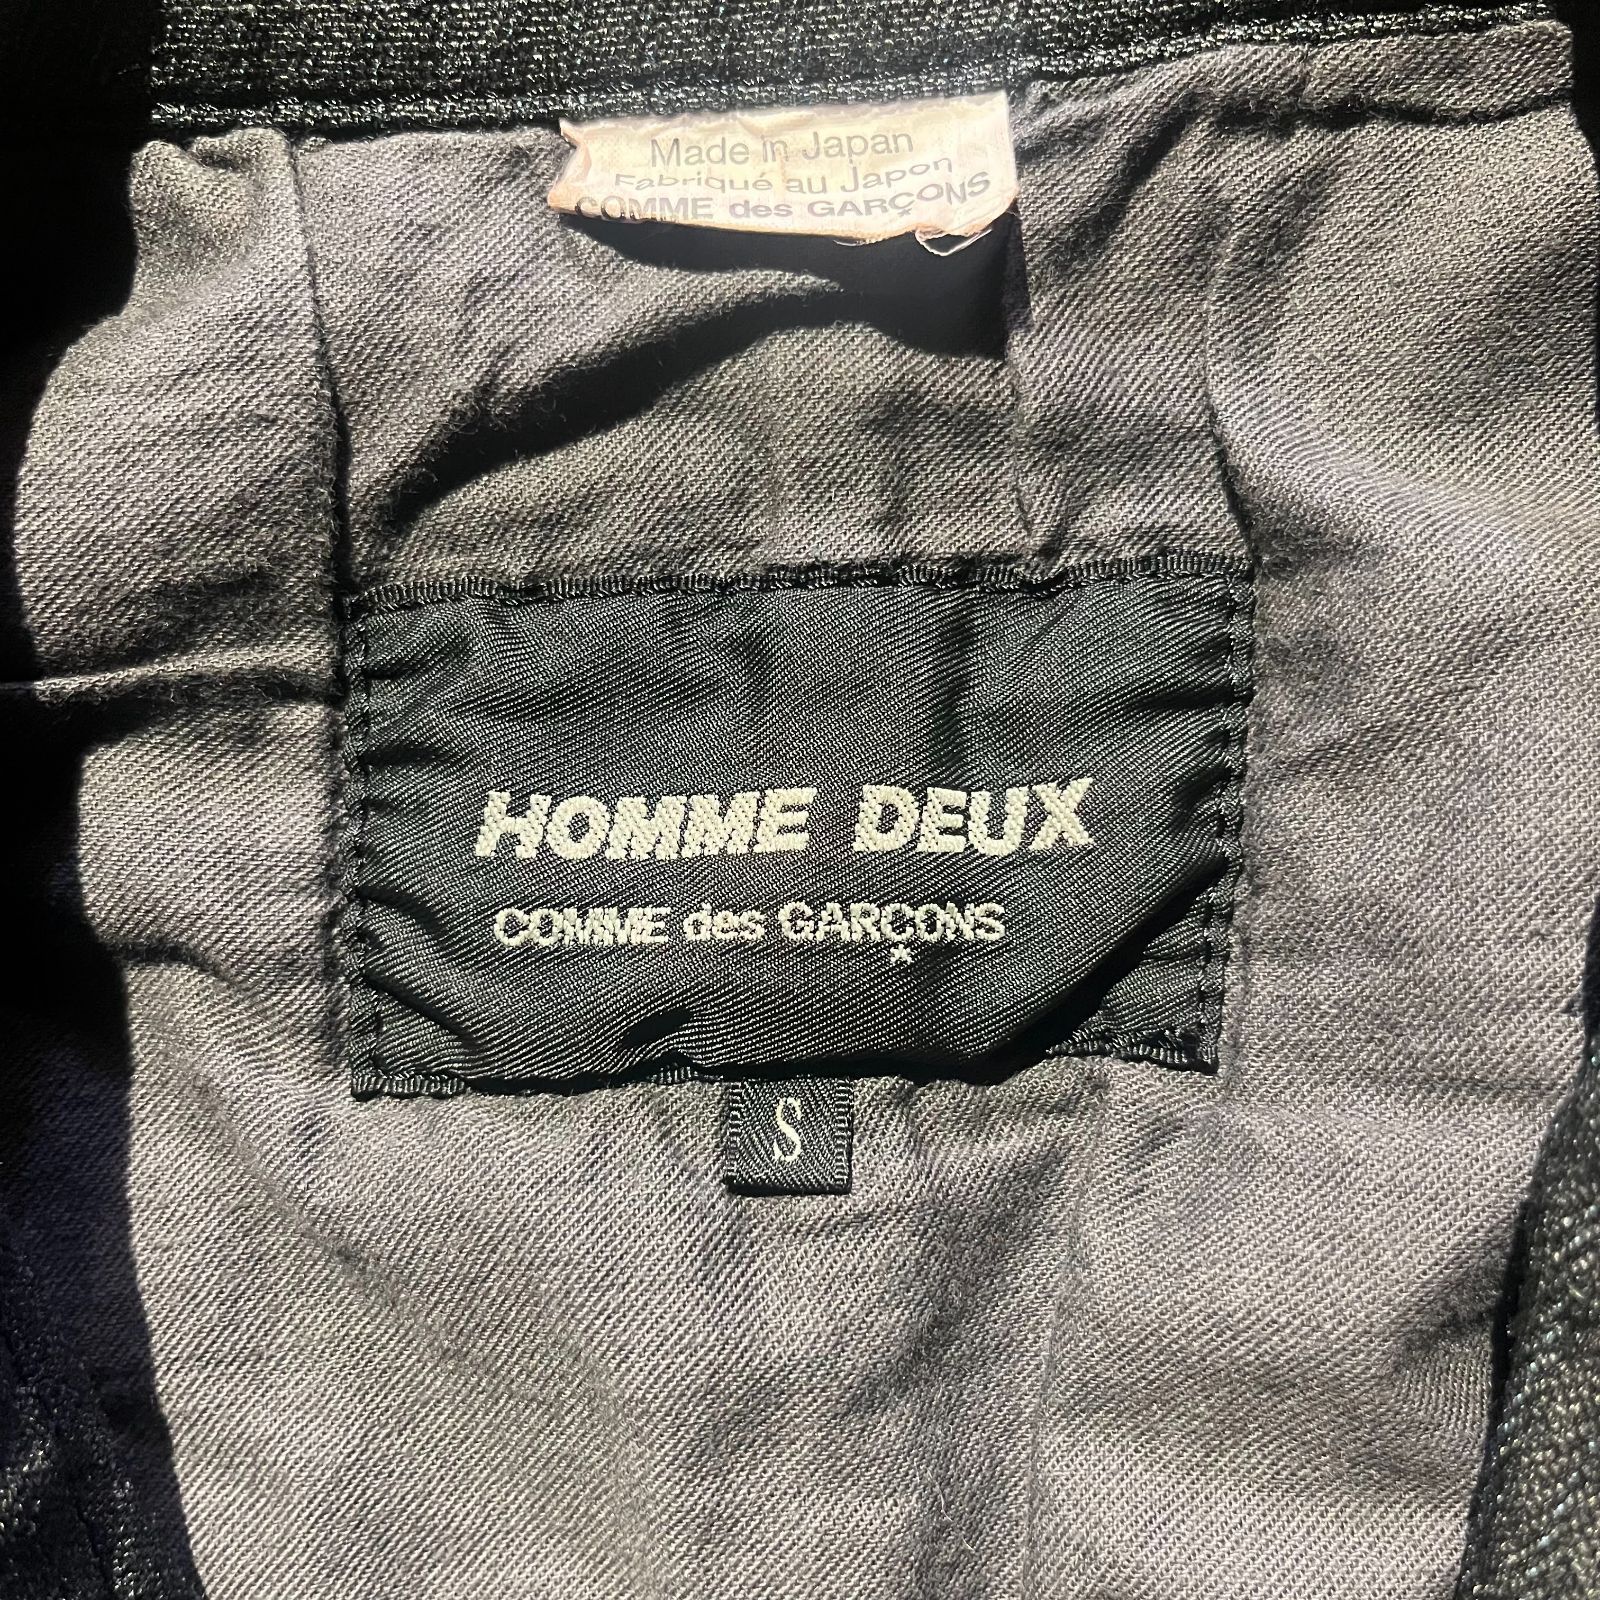 Made in Japan
Fabriqué au Japon
COMME des GARÇONS
HOMME DEUX
COMME des GARÇONS
S